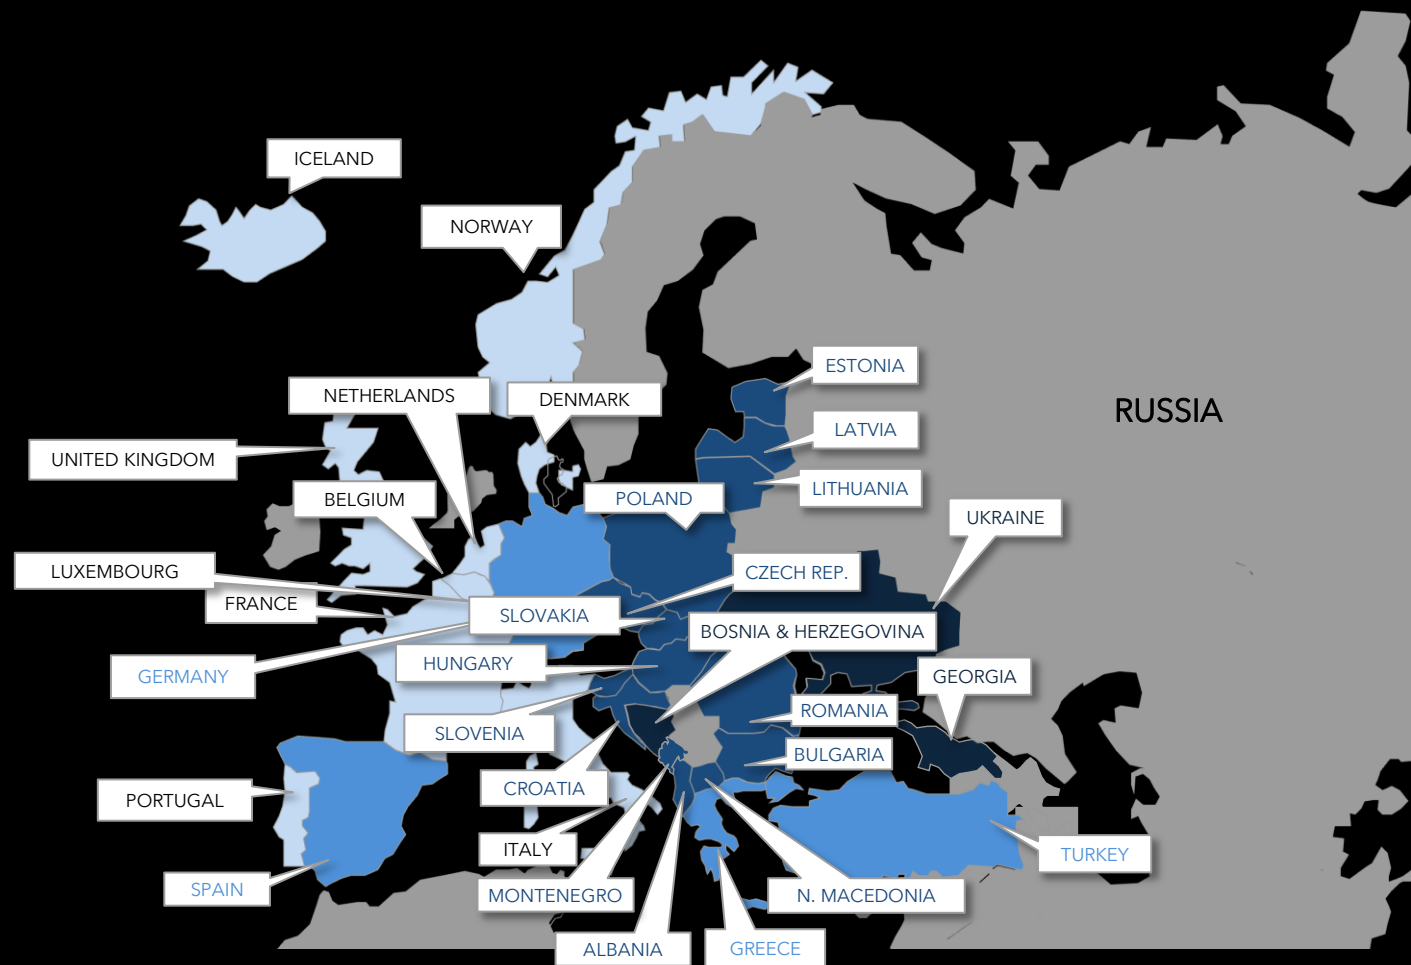 ICELAND
NORWAY
ESTONIA
NETHERLANDS
DENMARK
RUSSIA
LATVIA
UNITED KINGDOM
LITHUANIA
BELGIUM
POLAND
UKRAINE
LUXEMBOURG
CZECH REP.
FRANCE
SLOVAKIA
BOSNIA & HERZEGOVINA
HUNGARY
GERMANY
GEORGIA
ROMANIA
SLOVENIA
BULGARIA
CROATIA
PORTUGAL
ITALY
TURKEY
SPAIN
MONTENEGRO
N. MACEDONIA
ALBANIA
GREECE